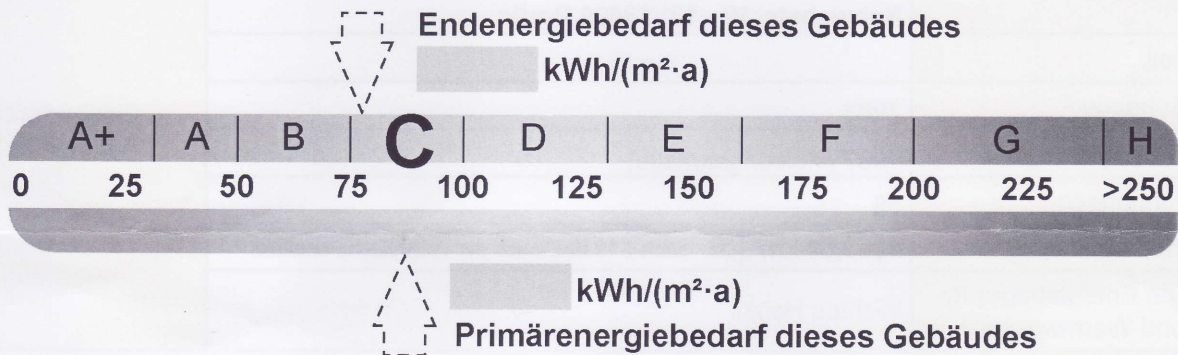 Endenergiebedarf dieses Gebäudes
kWh/(m²·a)
A+ A B C D E F G H
0 25 50 75 100 125 150 175 200 225 >250
kWh/(m²·a)
Primärenergiebedarf dieses Gebäudes